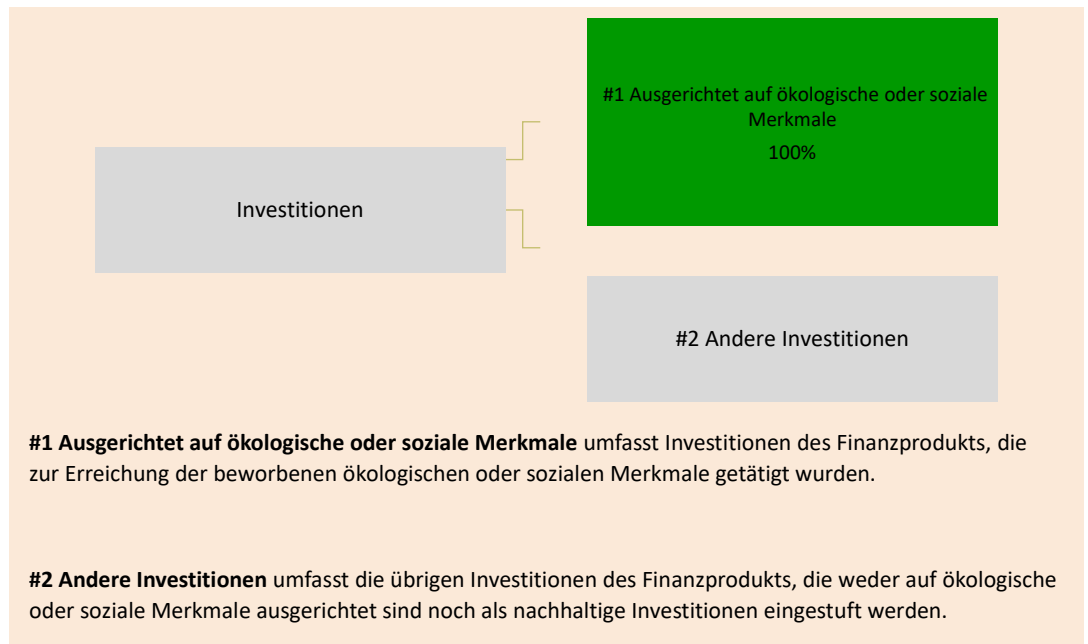 #1 Ausgerichtet auf ökologische oder soziale
Merkmale
100%
Investitionen
#2 Andere Investitionen
#1 Ausgerichtet auf ökologische oder soziale Merkmale umfasst Investitionen des Finanzprodukts, die
zur Erreichung der beworbenen ökologischen oder sozialen Merkmale getätigt wurden.
#2 Andere Investitionen umfasst die übrigen Investitionen des Finanzprodukts, die weder auf ökologische
oder soziale Merkmale ausgerichtet sind noch als nachhaltige Investitionen eingestuft werden.